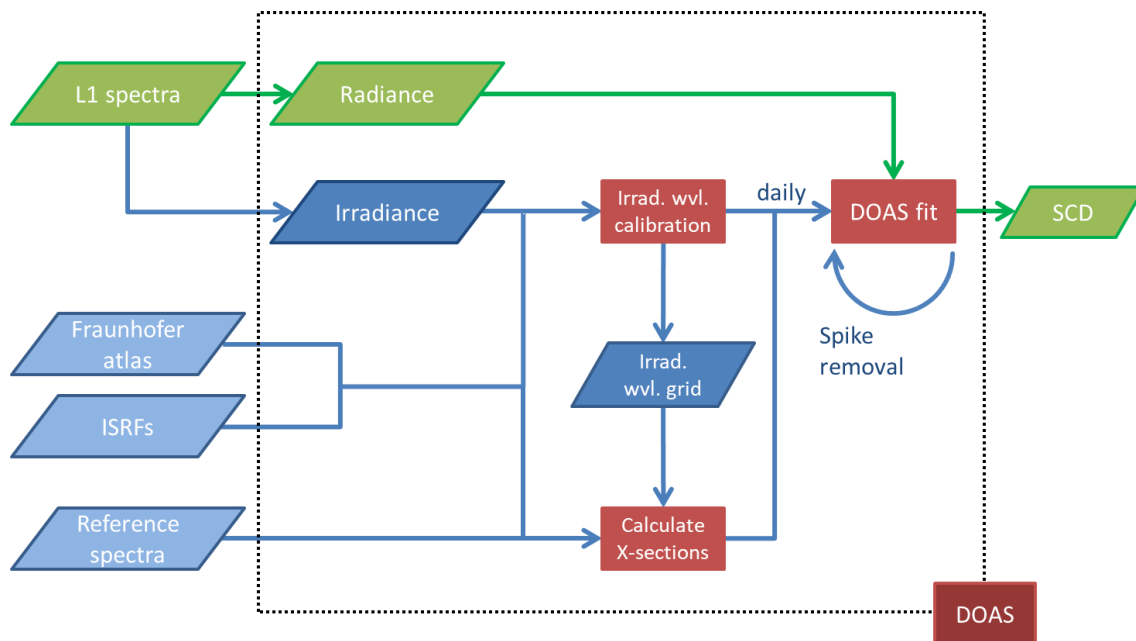 L1 spectra
Radiance
Irradiance
Irrad. wvl.
calibration
daily
DOAS fit
SCD
Fraunhofer
atlas
Irrad.
wvl. grid
Spike
removal
ISRFs
Reference
spectra
Calculate
X-sections
DOAS